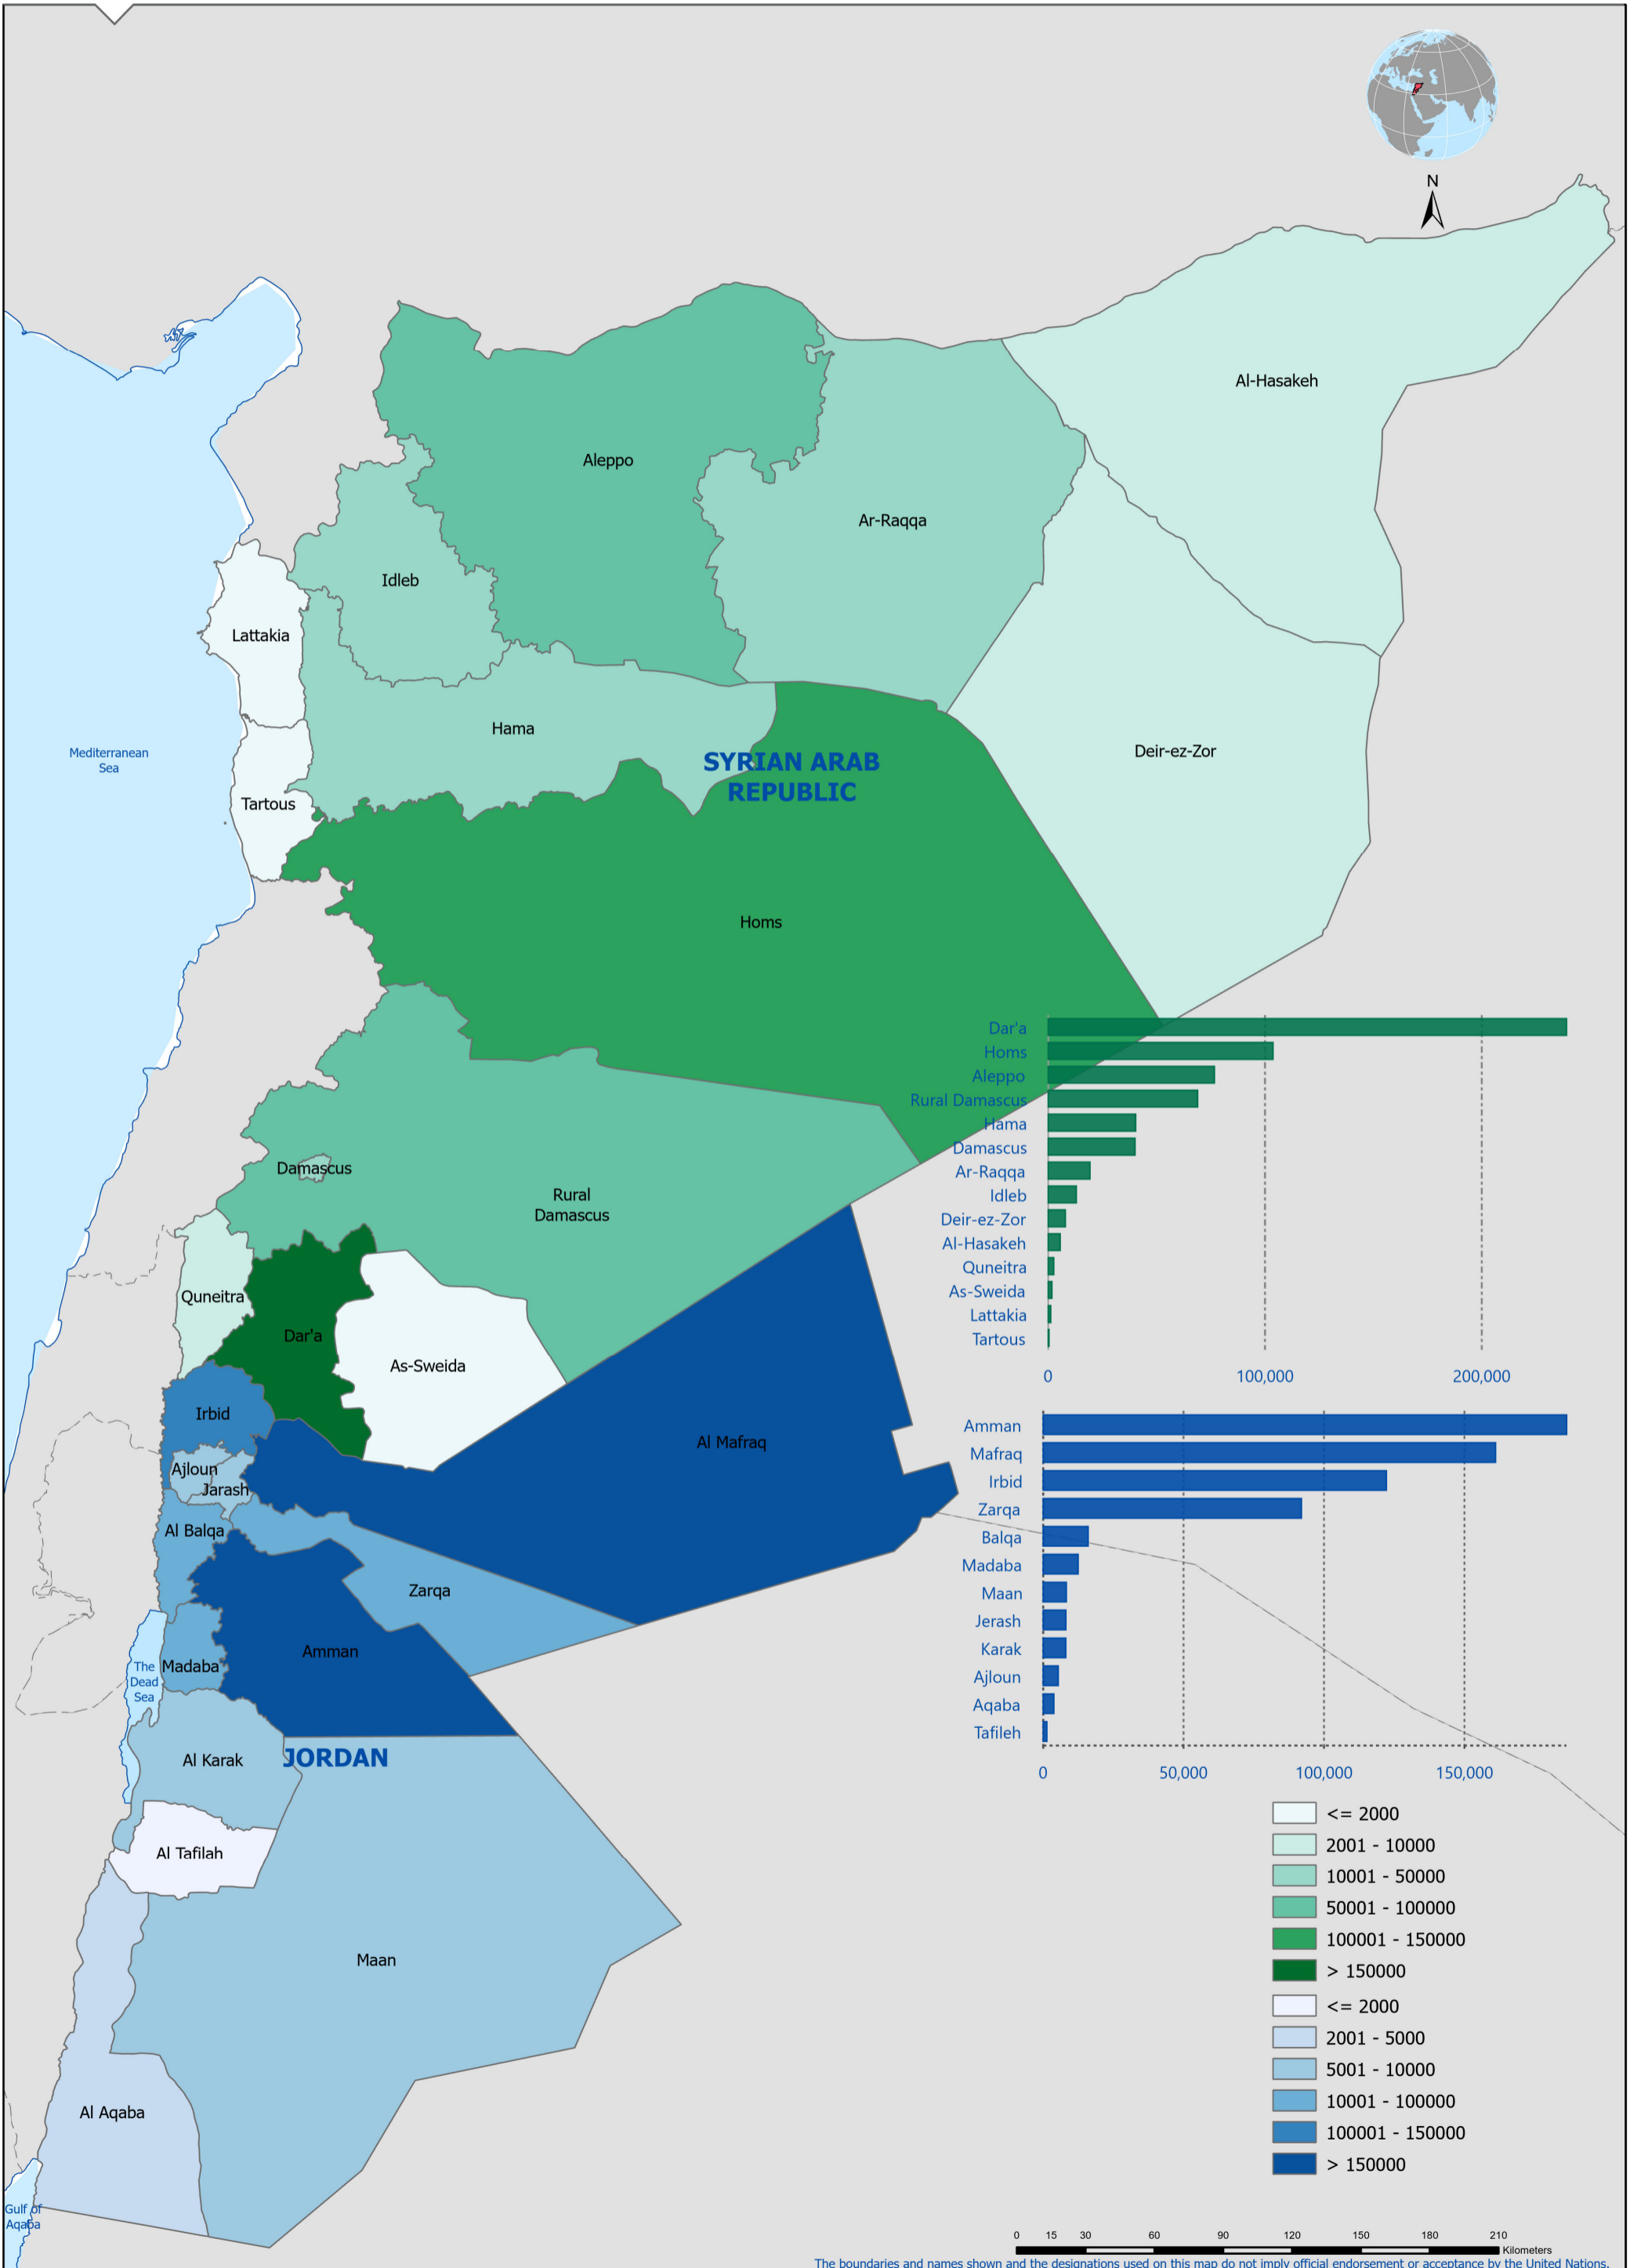 N
Al-Hasakeh
Aleppo
Ar-Raqqa
Idleb
Lattakia
Hama
Mediterranean
Sea
SYRIAN ARAB
REPUBLIC
Deir-ez-Zor
Tartous
Homs
Damascus
Rural
Damascus
Quneitra
Dar'a
As-Sweida
Irbid
Al Mafraq
Ajloun
Jarash
Al Balqa
Zarqa
Amman
Madaba
The
Dead
Sea
Al Karak
JORDAN
Al Tafilah
Maan
Al Aqaba
Gulf of
Aqaba
Dar'a
Homs
Aleppo
Rural Damascus
Hama
Damascus
Ar-Raqqa
Idleb
Deir-ez-Zor
Al-Hasakeh
Quneitra
As-Sweida
Lattakia
Tartous
0 100,000 200,000
Amman
Mafraq
Irbid
Zarqa
Balqa
Madaba
Maan
Jerash
Karak
Ajloun
Aqaba
Tafileh
0 50,000 100,000 150,000
<= 2000
2001 - 10000
10001 - 50000
50001 - 100000
100001 - 150000
> 150000
<= 2000
2001 - 5000
5001 - 10000
10001 - 100000
100001 - 150000
> 150000
0 15 30 60 90 120 150 180 210
Kilometers
The boundaries and names shown and the designations used on this map do not imply official endorsement or acceptance by the United Nations.